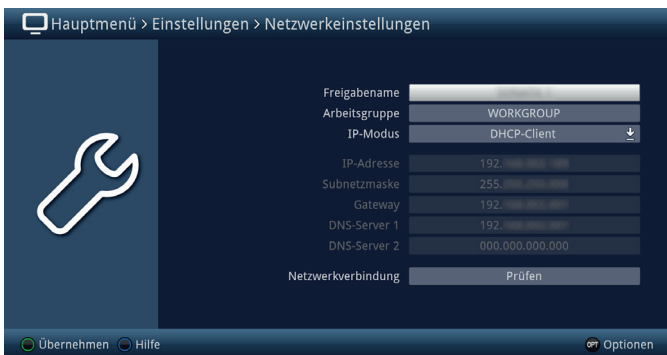 Hauptmenü > Einstellungen > Netzwerkeinstellungen
Freigabename
Arbeitsgruppe WORKGROUP
IP-Modus DHCP-Client
IP-Adresse 192.
Subnetzmaske 255.
Gateway 192.
DNS-Server 1 192.
DNS-Server 2 000.000.000.000
Netzwerkverbindung Prüfen
Übernehmen Hilfe OPT Optionen